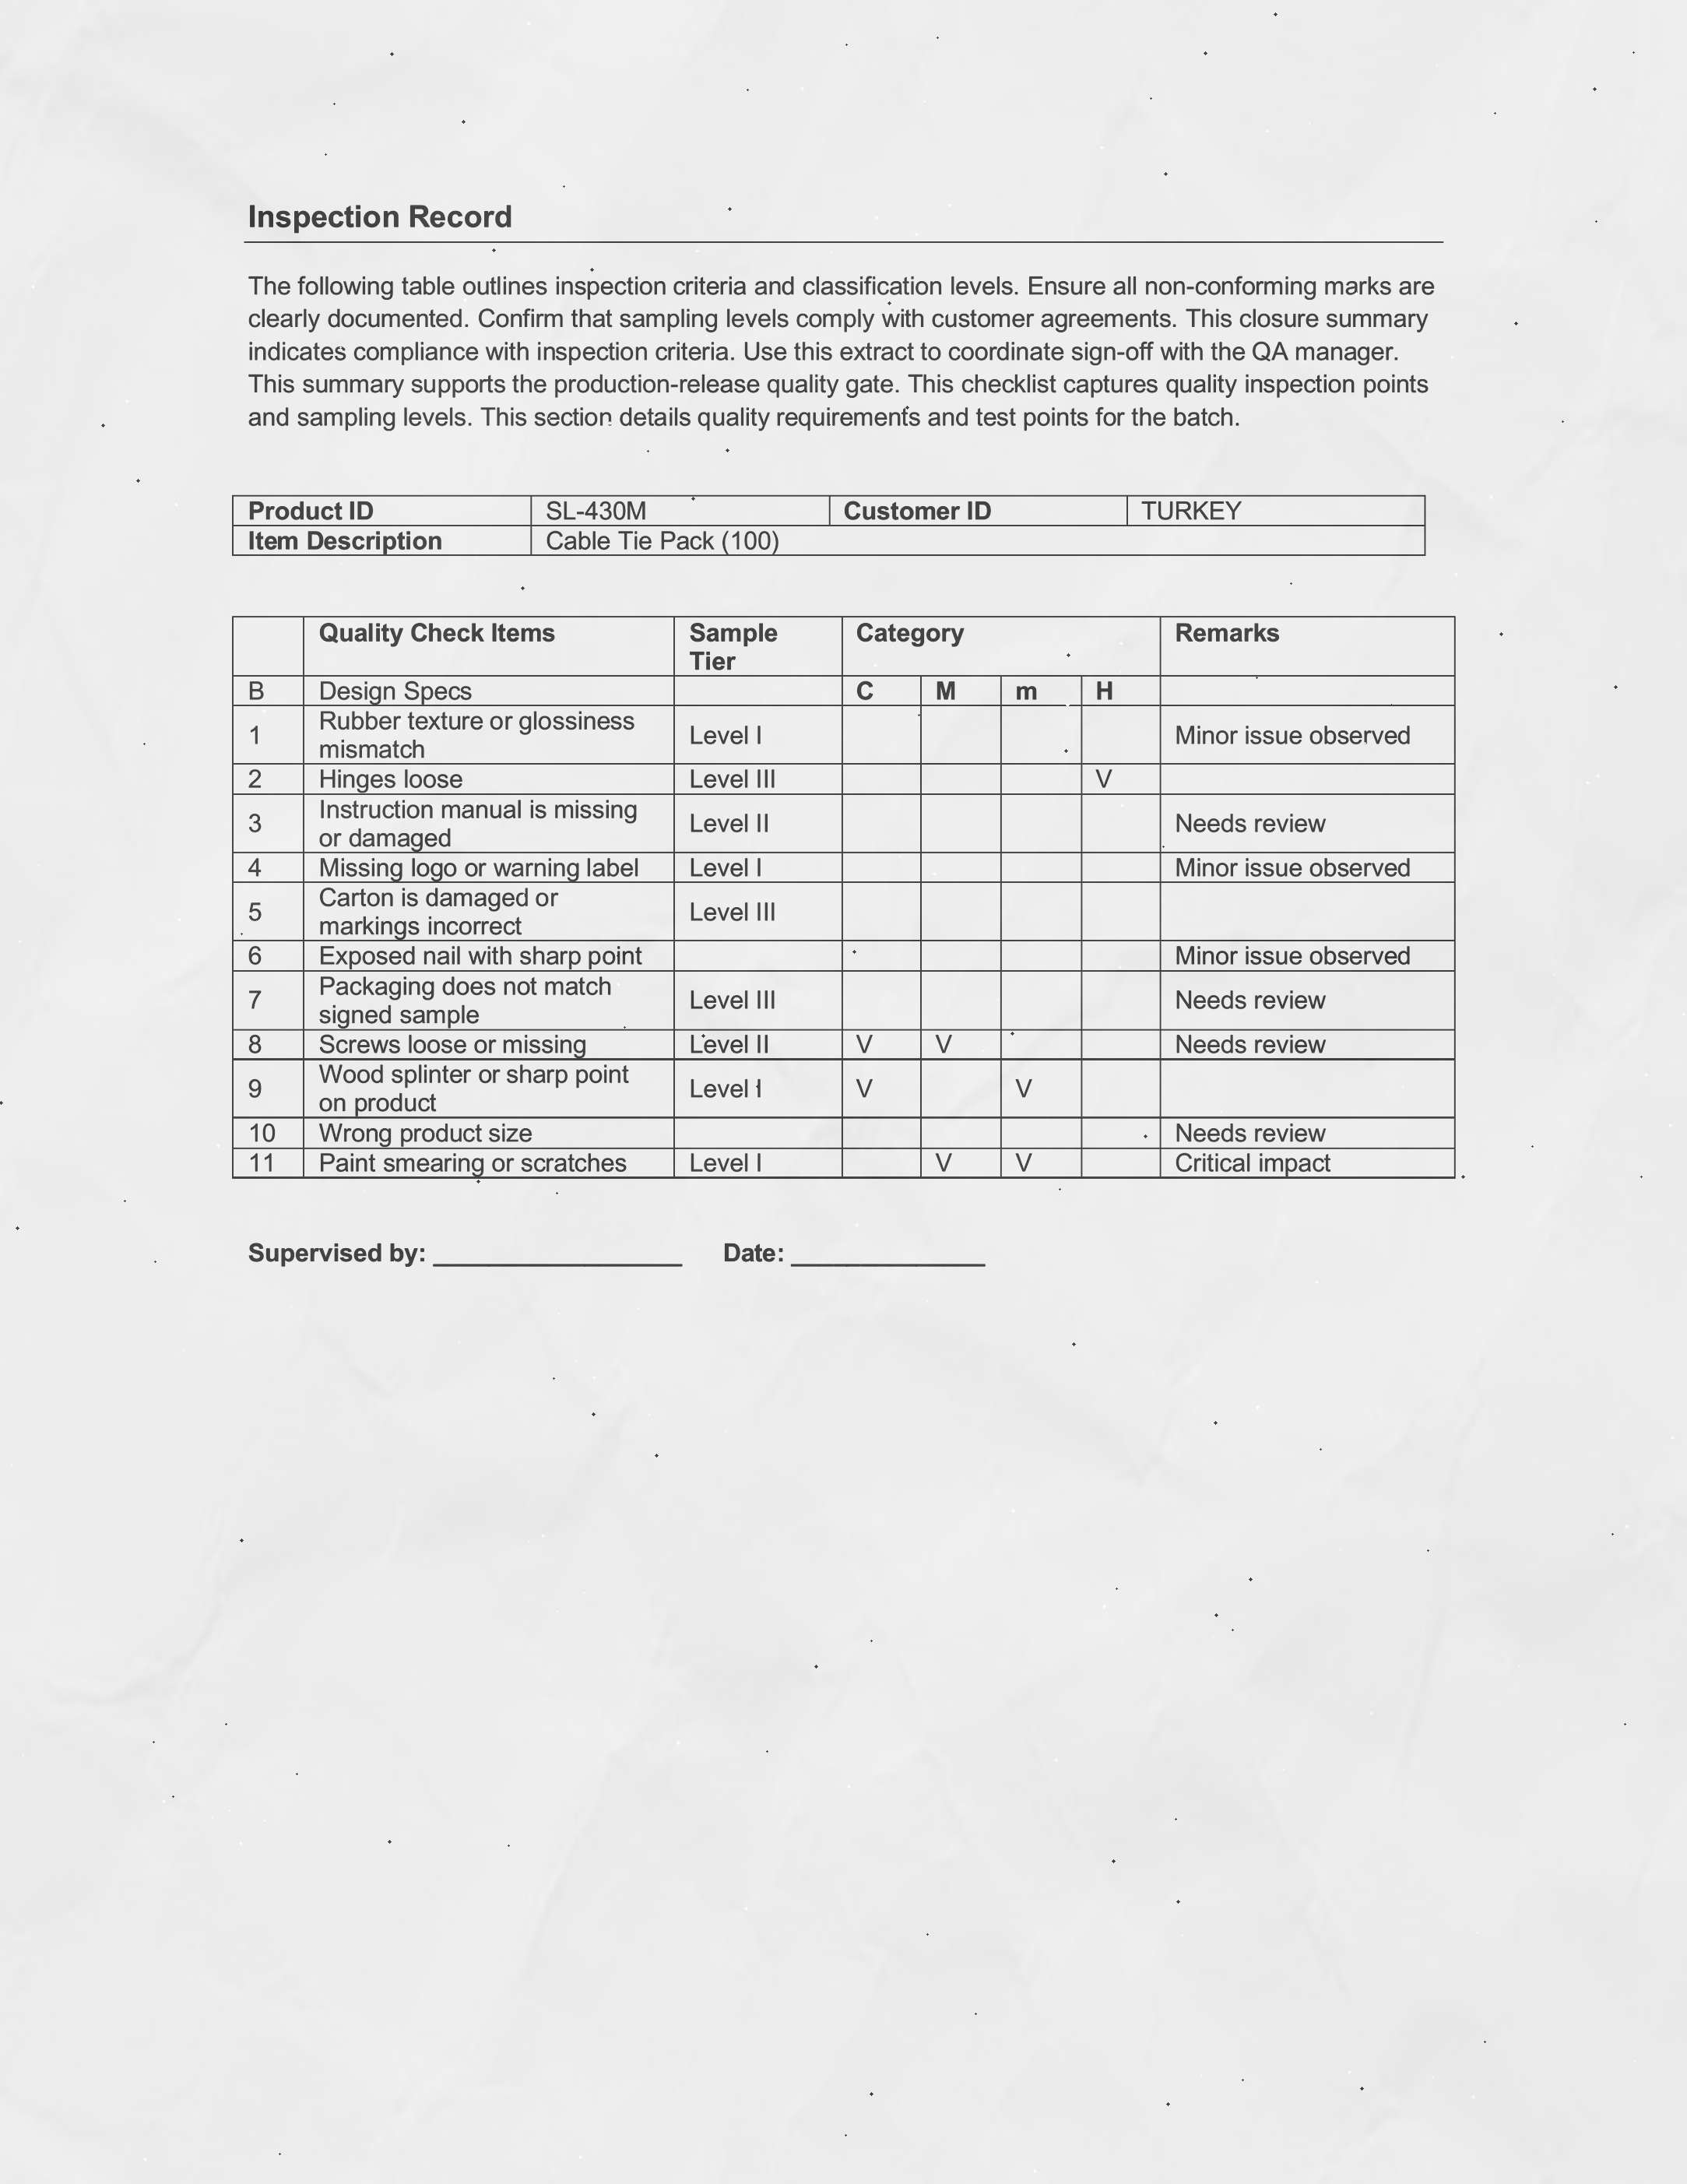 Inspection Record
The following table outlines inspection criteria and classification levels. Ensure all non-conforming marks are
clearly documented. Confirm that sampling levels comply with customer agreements. This closure summary
indicates compliance with inspection criteria. Use this extract to coordinate sign-off with the QA manager.
This summary supports the production-release quality gate. This checklist captures quality inspection points
and sampling levels. This section details quality requirements and test points for the batch.
Product ID SL-430M Customer ID TURKEY
Item Description Cable Tie Pack (100)
Quality Check Items Sample Category Remarks
Tier
B Design Specs C M m H
Rubber texture or glossiness
1 Level I Minor issue observed
mismatch
2 Hinges loose Level III V
Instruction manual is missing
3 Level II Needs review
or damaged
4 Missing logo or warning label Level I Minor issue observed
Carton is damaged or
5 Level III
markings incorrect
6 Exposed nail with sharp point Minor issue observed
Packaging does not match
7 Level III Needs review
signed sample
8 Screws loose or missing Level II V V Needs review
Wood splinter or sharp point
9 Level I V V
on product
10 Wrong product size Needs review
11 Paint smearing or scratches Level I V V Critical impact
Supervised by: Date: